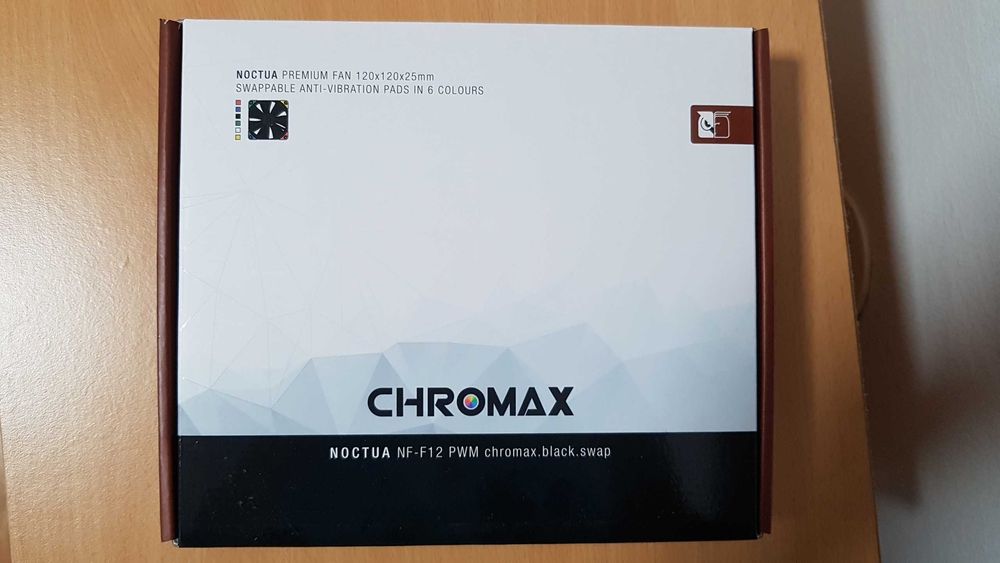 NOCTUA PREMIUM FAN 120x120x25mm
SWAPPABLE ANTI-VIBRATION PADS IN 6 COLOURS
CHROMAX
NOCTUA NF-F12 PWM chromax.black.swap